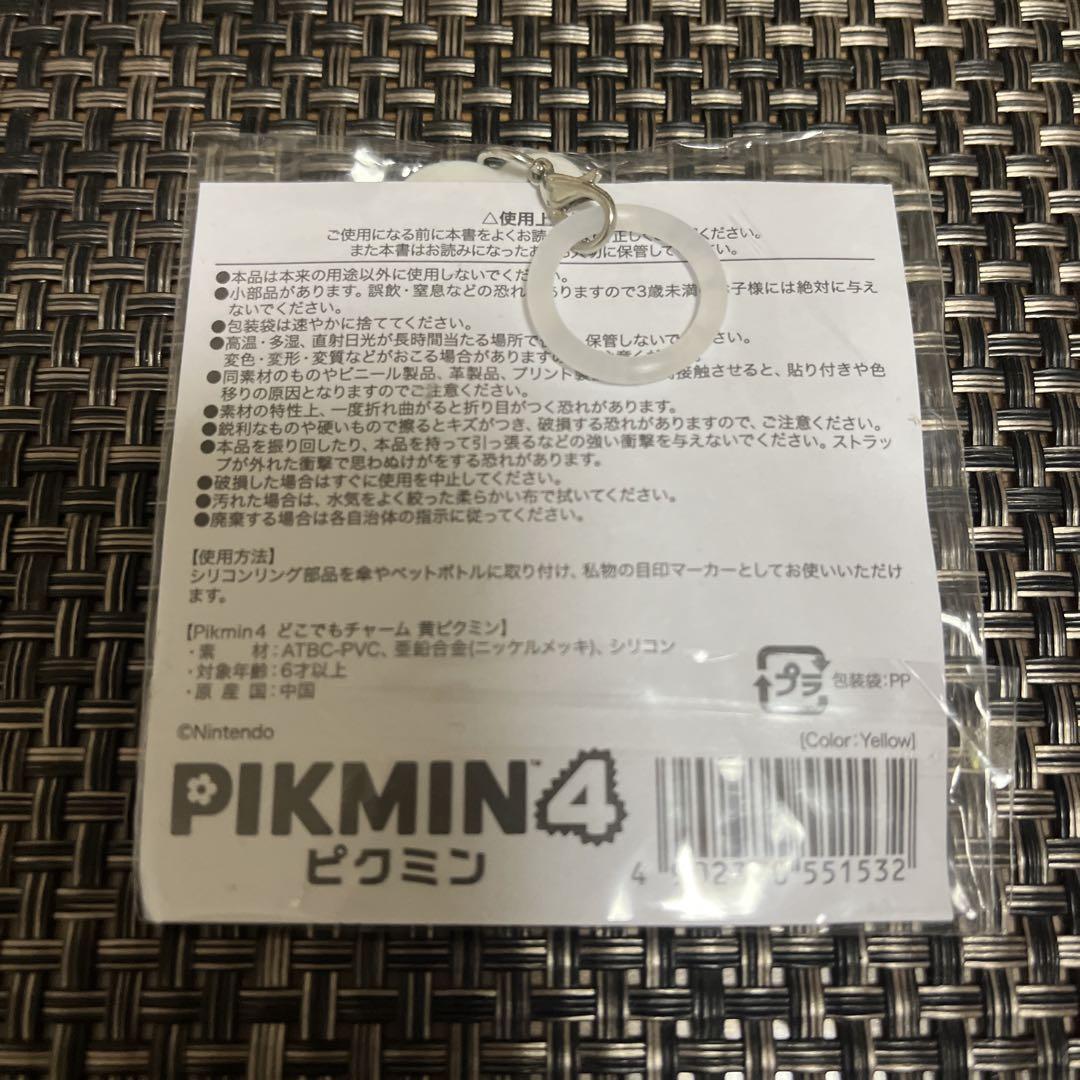 △使用上
ご使用になる前に本書をよくお読 正しく ください。
また本書はお読みになったあ 大切に保管して ださい。
●本品は本来の用途以外に使用しないでください。
●小部品があります。誤飲・窒息などの恐れ ありますので3歳未満 お子様には絶対に与え
ないでください。
●包装袋は速やかに捨ててください。
●高温・多湿、直射日光が長時間当たる場所で 保管しないで ださい。
変色・変形・変質などがおこる場合があります 注意くだ
●同素材のものやビニール製品、革製品、プリント製 接触させると、貼り付きや色
移りの原因となりますのでご注意ください。
●素材の特性上、一度折れ曲がると折り目がつく恐れがあります。
●鋭利なものや硬いもので擦るとキズがつき、破損する恐れがありますので、ご注意ください。
●本品を振り回したり、本品を持って引っ張るなどの強い衝撃を与えないでください。ストラッ
プが外れた衝撃で思わぬけがをする恐れがあります。
●破損した場合はすぐに使用を中止してください。
●汚れた場合は、水気をよく絞った柔らかい布で拭いてください。
●廃棄する場合は各自治体の指示に従ってください。
【使用方法】
シリコンリング部品を傘やペットボトルに取り付け、私物の目印マーカーとしてお使いいただけ
ます。
【Pikmin4 どこでもチャーム 黄ピクミン】
・素 材:ATBC-PVC、亜鉛合金(ニッケルメッキ)、シリコン
・対象年齢:6才以上
・原 産 国:中国
プラ 包装袋:PP
©Nintendo
[Color:Yellow]
PIKMIN™4
ピクミン
4 551532